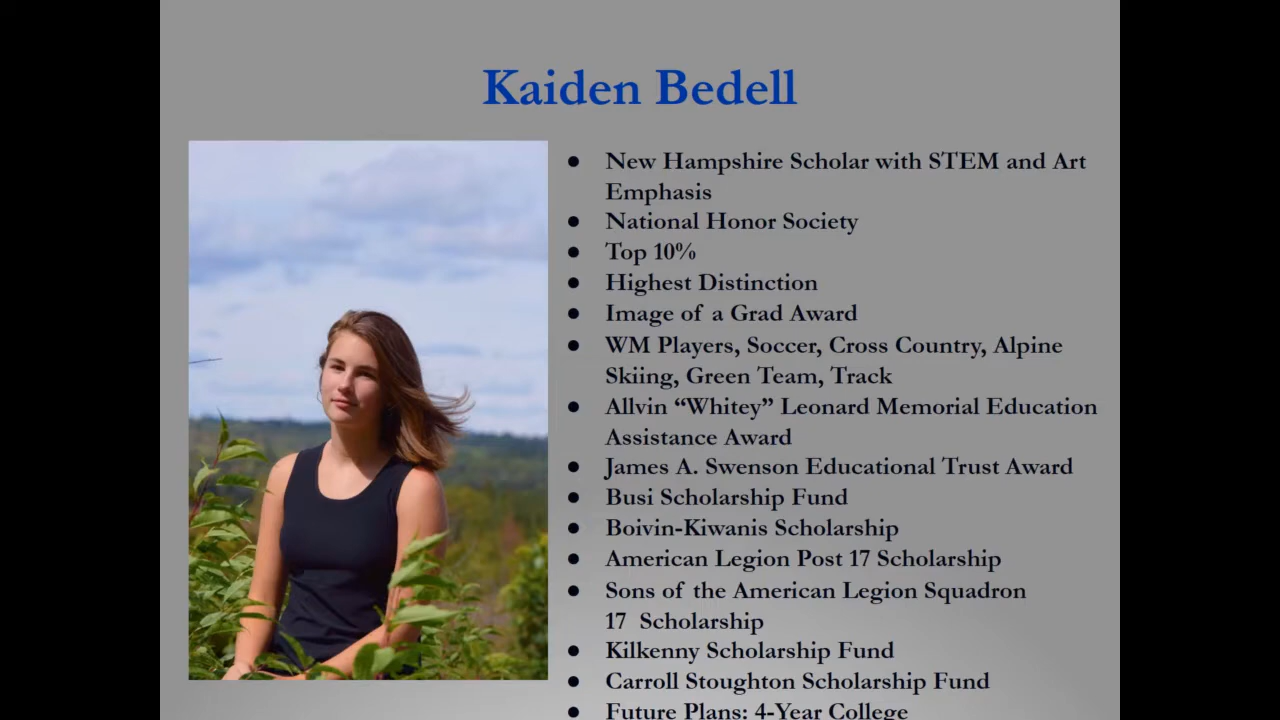 Kaiden Bedell
● New Hampshire Scholar with STEM and Art
Emphasis
● National Honor Society
● Top 10%
● Highest Distinction
● Image of a Grad Award
● WM Players, Soccer, Cross Country, Alpine
Skiing, Green Team, Track
● Allvin “Whitey” Leonard Memorial Education
Assistance Award
● James A. Swenson Educational Trust Award
● Busi Scholarship Fund
● Boivin-Kiwanis Scholarship
● American Legion Post 17 Scholarship
● Sons of the American Legion Squadron
17 Scholarship
● Kilkenny Scholarship Fund
● Carroll Stoughton Scholarship Fund
● Future Plans: 4-Year College